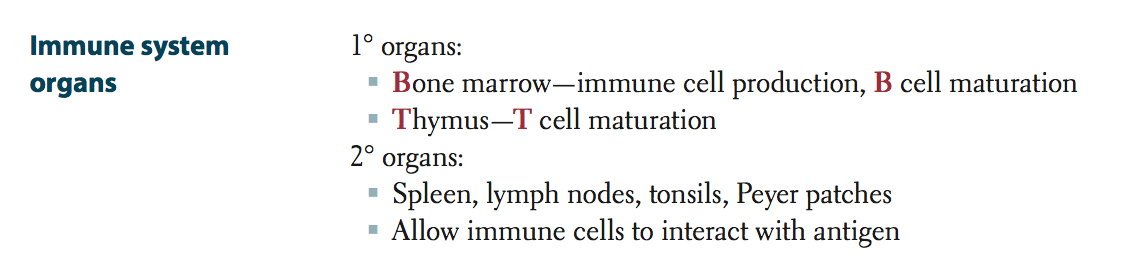 Immune system
organs
1° organs:
▪ Bone marrow—immune cell production, B cell maturation
▪ Thymus—T cell maturation
2° organs:
▪ Spleen, lymph nodes, tonsils, Peyer patches
▪ Allow immune cells to interact with antigen